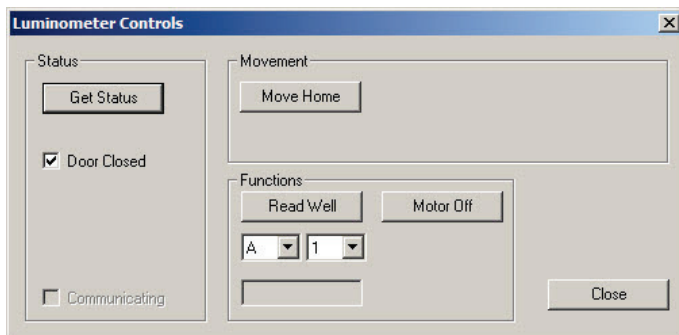 Luminometer Controls
Status
Get Status
Door Closed
Communicating
Movement
Move Home
Functions
Read Well
Motor Off
A 1
Close